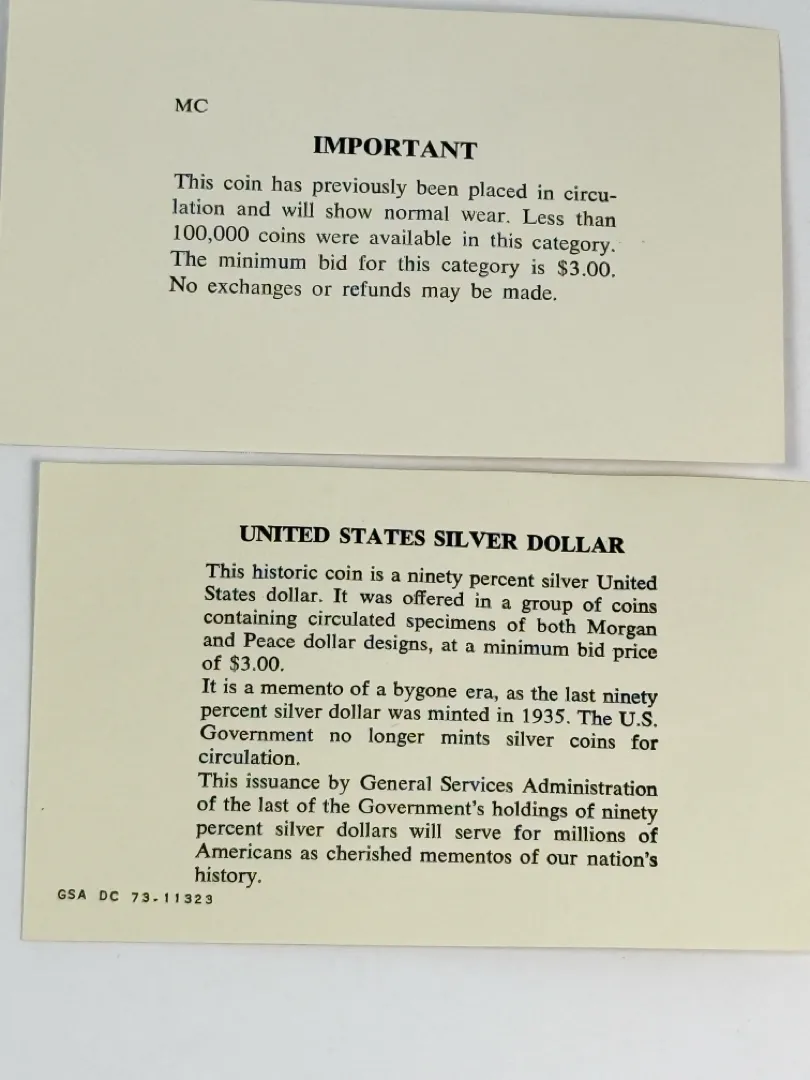 MC
IMPORTANT
This coin has previously been placed in circu-
lation and will show normal wear. Less than
100,000 coins were available in this category.
The minimum bid for this category is $3.00.
No exchanges or refunds may be made.
UNITED STATES SILVER DOLLAR
This historic coin is a ninety percent silver United
States dollar. It was offered in a group of coins
containing circulated specimens of both Morgan
and Peace dollar designs, at a minimum bid price
of $3.00.
It is a memento of a bygone era, as the last ninety
percent silver dollar was minted in 1935. The U.S.
Government no longer mints silver coins for
circulation.
This issuance by General Services Administration
of the last of the Government's holdings of ninety
percent silver dollars will serve for millions of
Americans as cherished mementos of our nation's
history.
GSA DC 73-11323